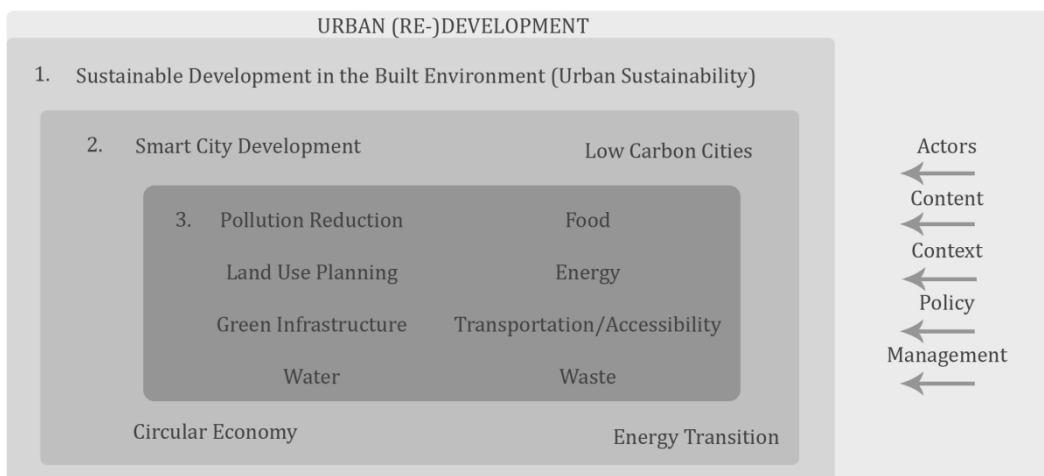 URBAN (RE-)DEVELOPMENT
1. Sustainable Development in the Built Environment (Urban Sustainability)
2. Smart City Development
Low Carbon Cities
3. Pollution Reduction
Food
Land Use Planning
Energy
Green Infrastructure
Transportation/Accessibility
Water
Waste
Circular Economy
Energy Transition
Actors
Content
Context
Policy
Management